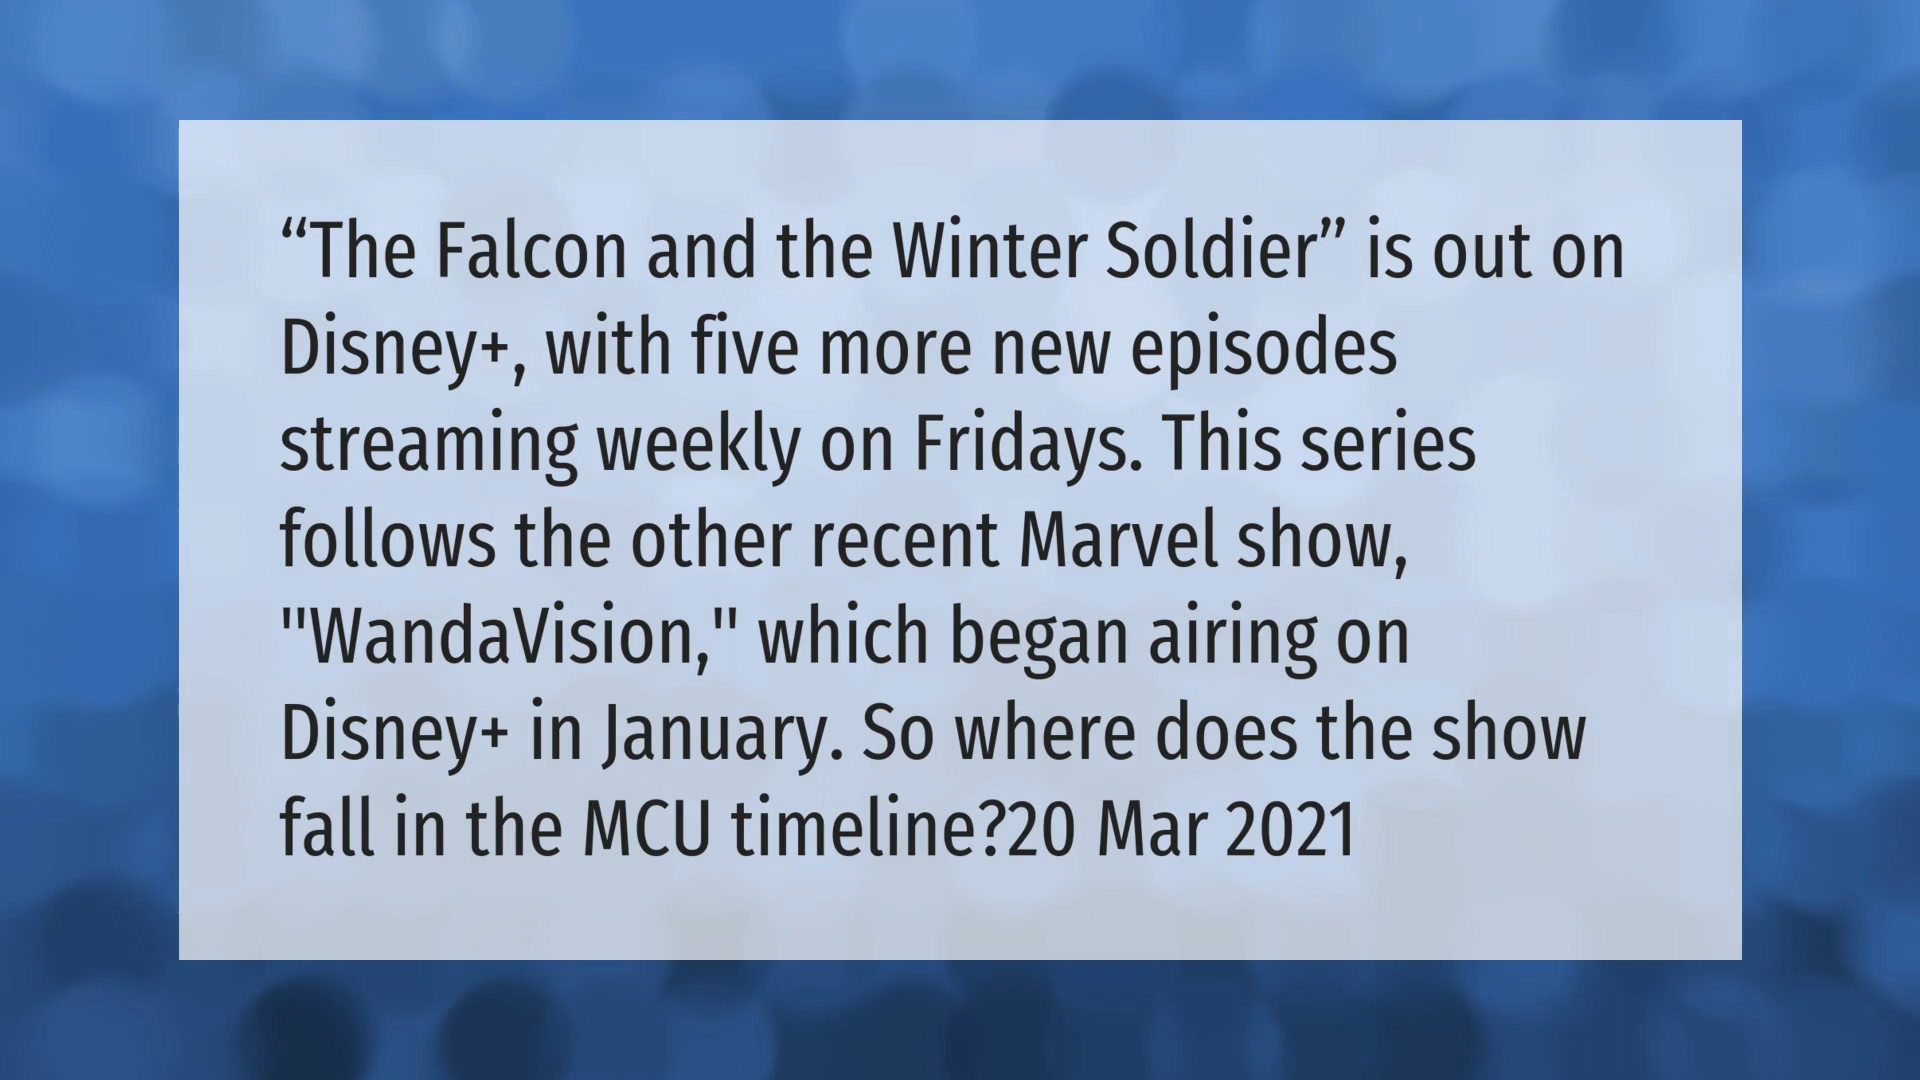 “The Falcon and the Winter Soldier” is out on
Disney+, with five more new episodes
streaming weekly on Fridays. This series
follows the other recent Marvel show,
"WandaVision," which began airing on
Disney+ in January. So where does the show
fall in the MCU timeline?20 Mar 2021